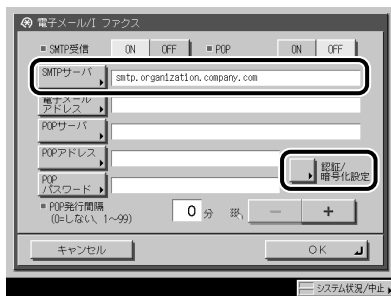 電子メール/I ファクス
SMTP受信 ON OFF POP ON OFF
SMTPサーバ smtp.organization.company.com
電子メール
アドレス
POPサーバ
POPアドレス
認証/
暗号化設定
POP
パスワード
POP発行間隔
(0=しない、1~99) 0 分 − +
キャンセル OK
システム状況/中止